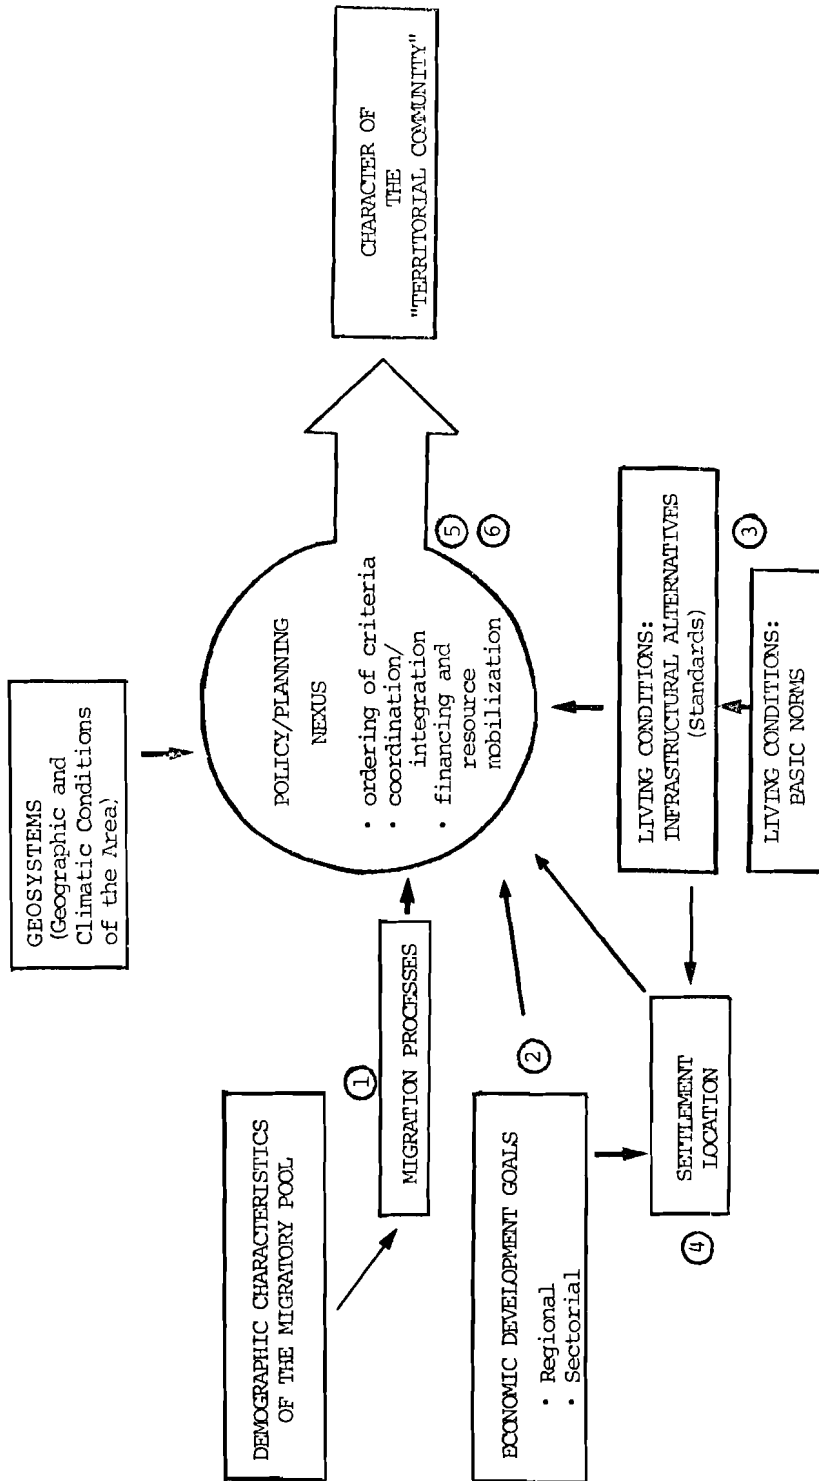 GEOSYSTEMS
(Geographic and
Climatic Conditions
of the Area)
DEMOGRAPHIC CHARACTERISTICS
OF THE MIGRATORY POOL
1
MIGRATION PROCESSES
POLICY/PLANNING
NEXUS
• ordering of criteria
• coordination/
integration
• financing and
resource
mobilization
5
6
CHARACTER OF
THE
"TERRITORIAL COMMUNITY"
ECONOMIC DEVELOPMENT GOALS
• Regional
• Sectorial
2
4
SETTLEMENT
LOCATION
LIVING CONDITIONS:
INFRASTRUCTURAL ALTERNATIVES
(Standards)
3
LIVING CONDITIONS:
BASIC NORMS